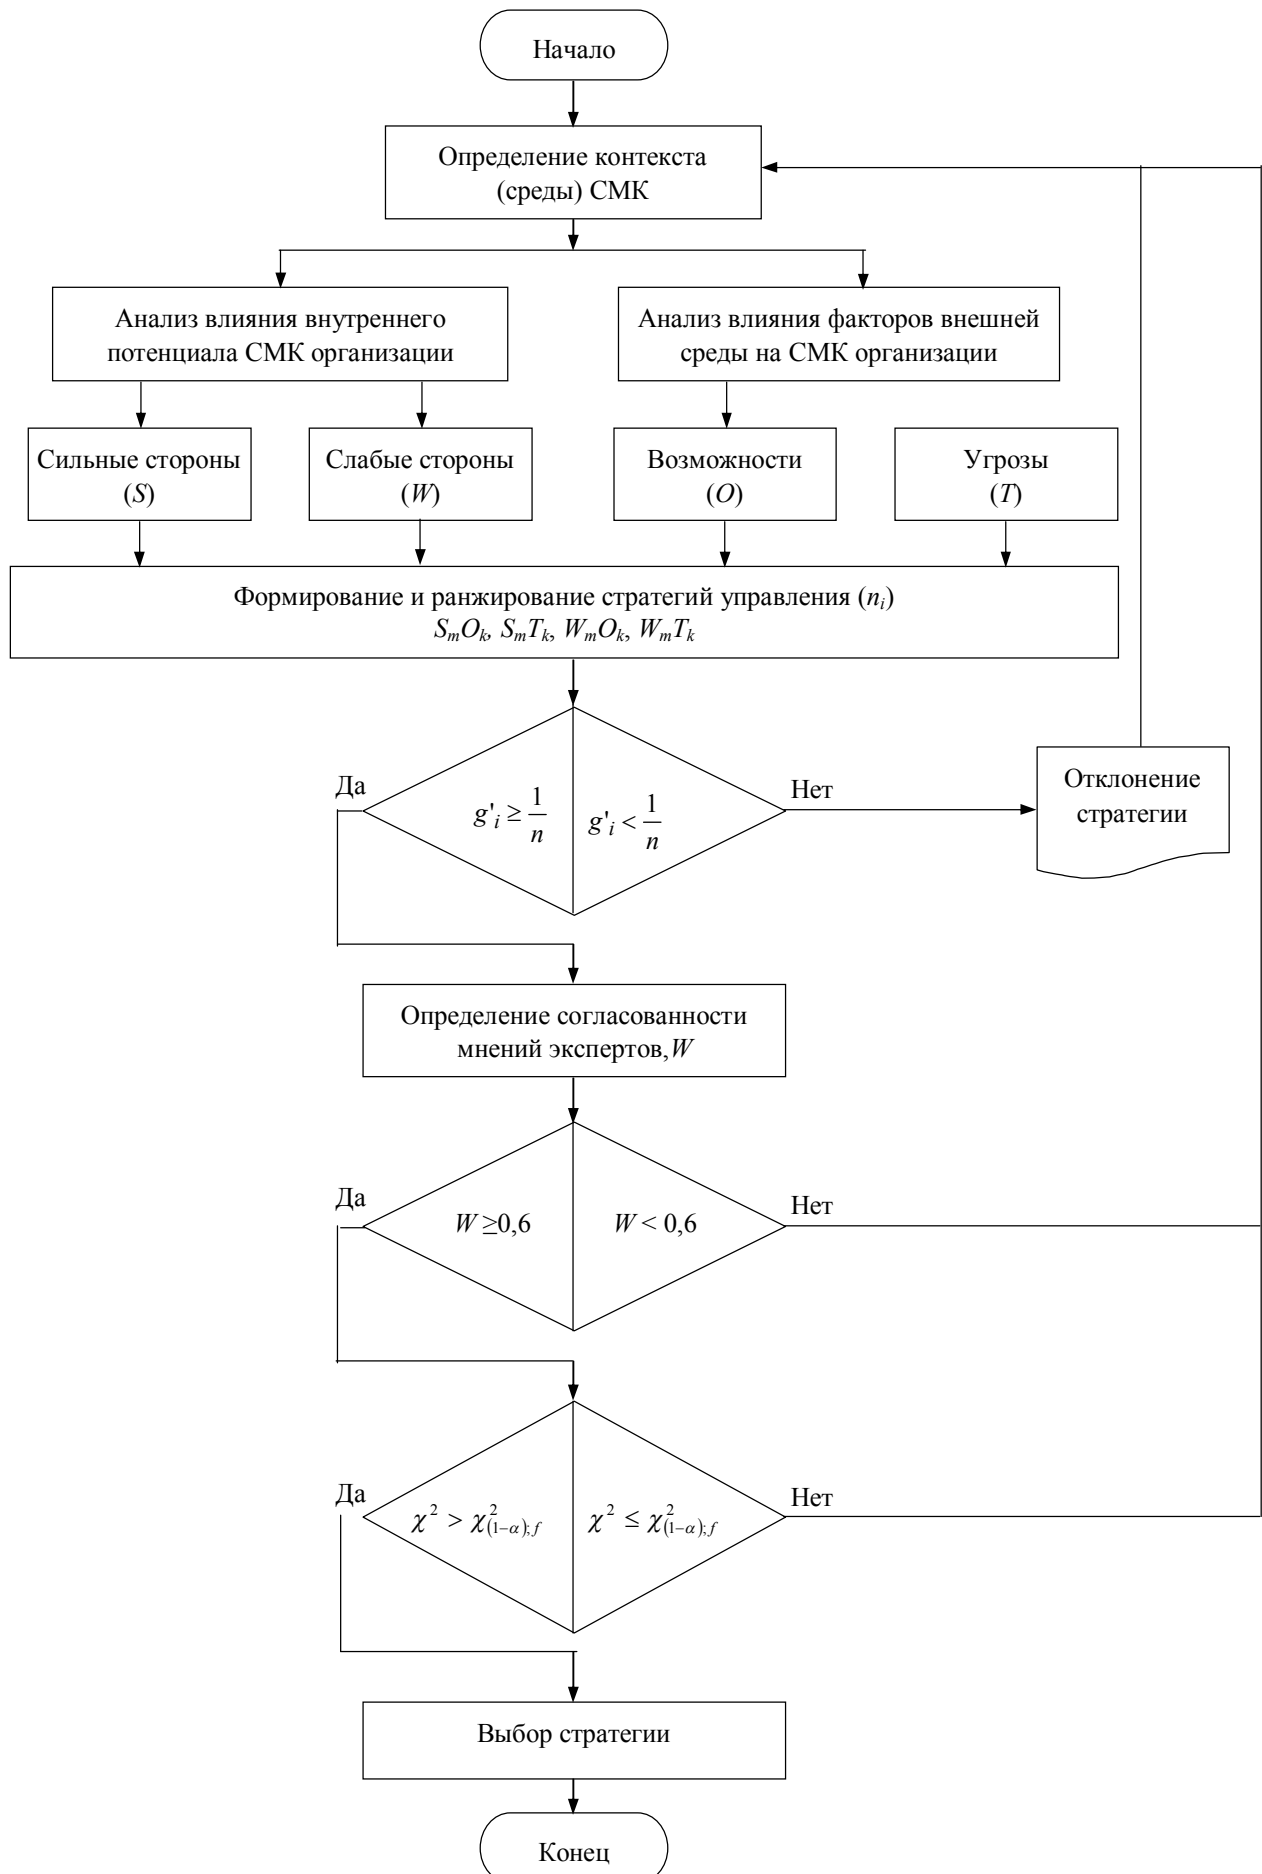 Начало
Определение контекста
(среды) СМК
Анализ влияния внутреннего
потенциала СМК организации
Анализ влияния факторов внешней
среды на СМК организации
Сильные стороны
(S)
Слабые стороны
(W)
Возможности
(O)
Угрозы
(T)
Формирование и ранжирование стратегий управления (nᵢ)
SₘOₖ, SₘTₖ, WₘOₖ, WₘTₖ
Да
g'ᵢ ≥ 1/n
g'ᵢ < 1/n
Нет
Отклонение
стратегии
Определение согласованности
мнений экспертов, W
Да
W ≥0,6
W < 0,6
Нет
Да
χ² > χ²₍₁₋α₎;f
χ² ≤ χ²₍₁₋α₎;f
Нет
Выбор стратегии
Конец